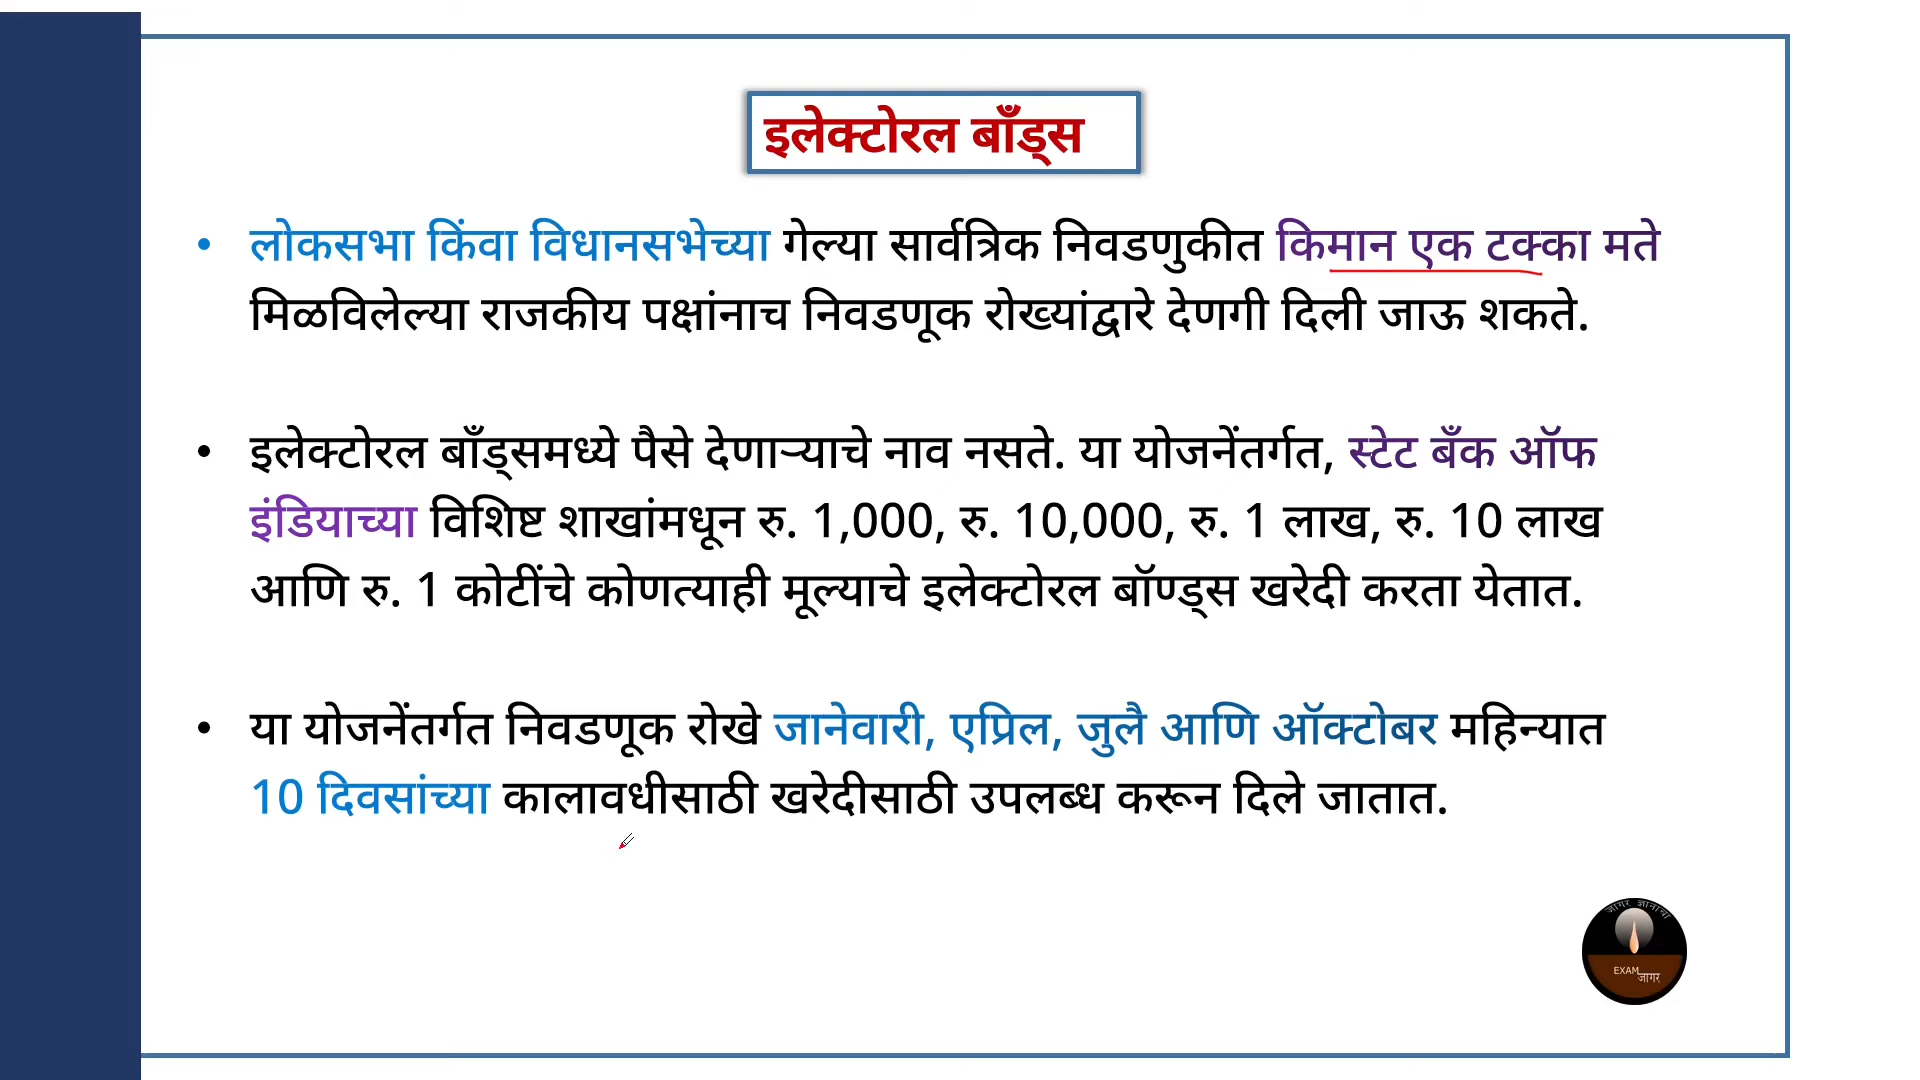 इलेक्टोरल बाँड्स
• लोकसभा किंवा विधानसभेच्या गेल्या सार्वत्रिक निवडणुकीत किमान एक टक्का मते
मिळविलेल्या राजकीय पक्षांनाच निवडणूक रोख्यांद्वारे देणगी दिली जाऊ शकते.
• इलेक्टोरल बाँड्समध्ये पैसे देणाऱ्याचे नाव नसते. या योजनेंतर्गत, स्टेट बँक ऑफ
इंडियाच्या विशिष्ट शाखांमधून रु. 1,000, रु. 10,000, रु. 1 लाख, रु. 10 लाख
आणि रु. 1 कोटींचे कोणत्याही मूल्याचे इलेक्टोरल बॉण्ड्स खरेदी करता येतात.
• या योजनेंतर्गत निवडणूक रोखे जानेवारी, एप्रिल, जुलै आणि ऑक्टोबर महिन्यात
10 दिवसांच्या कालावधीसाठी खरेदीसाठी उपलब्ध करून दिले जातात.
जागर ज्ञानाचा
EXAM
जागर